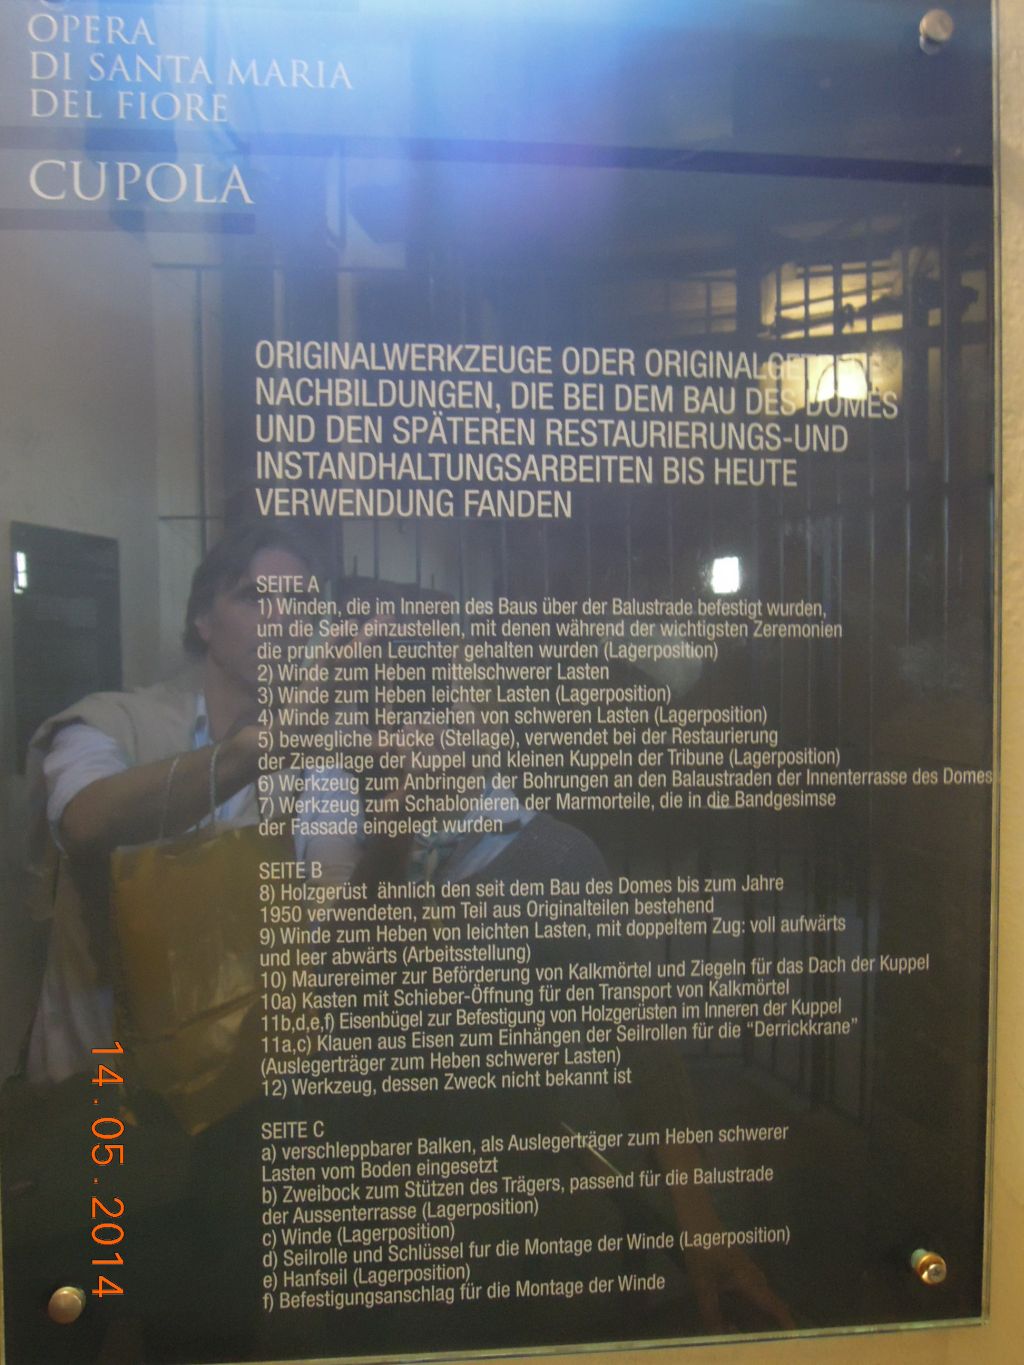 OPERA
DI SANTA MARIA
DEL FIORE
CUPOLA
ORIGINALWERKZEUGE ODER ORIGINALGETREUE
NACHBILDUNGEN, DIE BEI DEM BAU DES DOMES
UND DEN SPÄTEREN RESTAURIERUNGS-UND
INSTANDHALTUNGSARBEITEN BIS HEUTE
VERWENDUNG FANDEN
SEITE A
1) Winden, die im Inneren des Baus über der Balustrade befestigt wurden,
um die Seile einzustellen, mit denen während der wichtigsten Zeremonien
die prunkvollen Leuchter gehalten wurden (Lagerposition)
2) Winde zum Heben mittelschwerer Lasten
3) Winde zum Heben leichter Lasten (Lagerposition)
4) Winde zum Heranziehen von schweren Lasten (Lagerposition)
5) bewegliche Brücke (Stellage), verwendet bei der Restaurierung
der Ziegellage der Kuppel und kleinen Kuppeln der Tribune (Lagerposition)
6) Werkzeug zum Anbringen der Bohrungen an den Balaustraden der Innenterrasse des Domes
7) Werkzeug zum Schablonieren der Marmorteile, die in die Bandgesimse
der Fassade eingelegt wurden
SEITE B
8) Holzgerüst ähnlich den seit dem Bau des Domes bis zum Jahre
1950 verwendeten, zum Teil aus Originalteilen bestehend
9) Winde zum Heben von leichten Lasten, mit doppeltem Zug: voll aufwärts
und leer abwärts (Arbeitsstellung)
10) Maurereimer zur Beförderung von Kalkmörtel und Ziegeln für das Dach der Kuppel
10a) Kasten mit Schieber-Öffnung für den Transport von Kalkmörtel
11b,d,e,f) Eisenbügel zur Befestigung von Holzgerüsten im Inneren der Kuppel
11a,c) Klauen aus Eisen zum Einhängen der Seilrollen für die "Derrickkrane"
(Auslegerträger zum Heben schwerer Lasten)
12) Werkzeug, dessen Zweck nicht bekannt ist
SEITE C
a) verschleppbarer Balken, als Auslegerträger zum Heben schwerer
Lasten vom Boden eingesetzt
b) Zweibock zum Stützen des Trägers, passend für die Balustrade
der Aussenterrasse (Lagerposition)
c) Winde (Lagerposition)
d) Seilrolle und Schlüssel fur die Montage der Winde (Lagerposition)
e) Hanfseil (Lagerposition)
f) Befestigungsanschlag für die Montage der Winde
14.05.2014